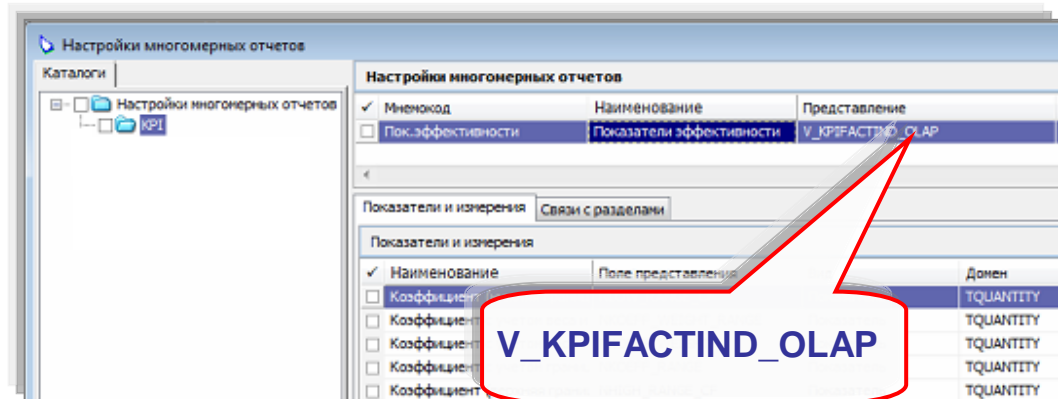 Настройки многомерных отчетов
Каталоги
Настройки многомерных отчетов
KPI
Настройки многомерных отчетов
✓ Мнемокод Наименование Представление
Пок.эффективности Показатели эффективности V_KPIFACTIND_OLAP
Показатели и измерения Связи с разделами
Показатели и измерения
✓ Наименование Поле представления Домен
Коэффициент TQUANTITY
Коэффициент TQUANTITY
Коэффициент TQUANTITY
Коэффициент TQUANTITY
Коэффициент TQUANTITY
V_KPIFACTIND_OLAP